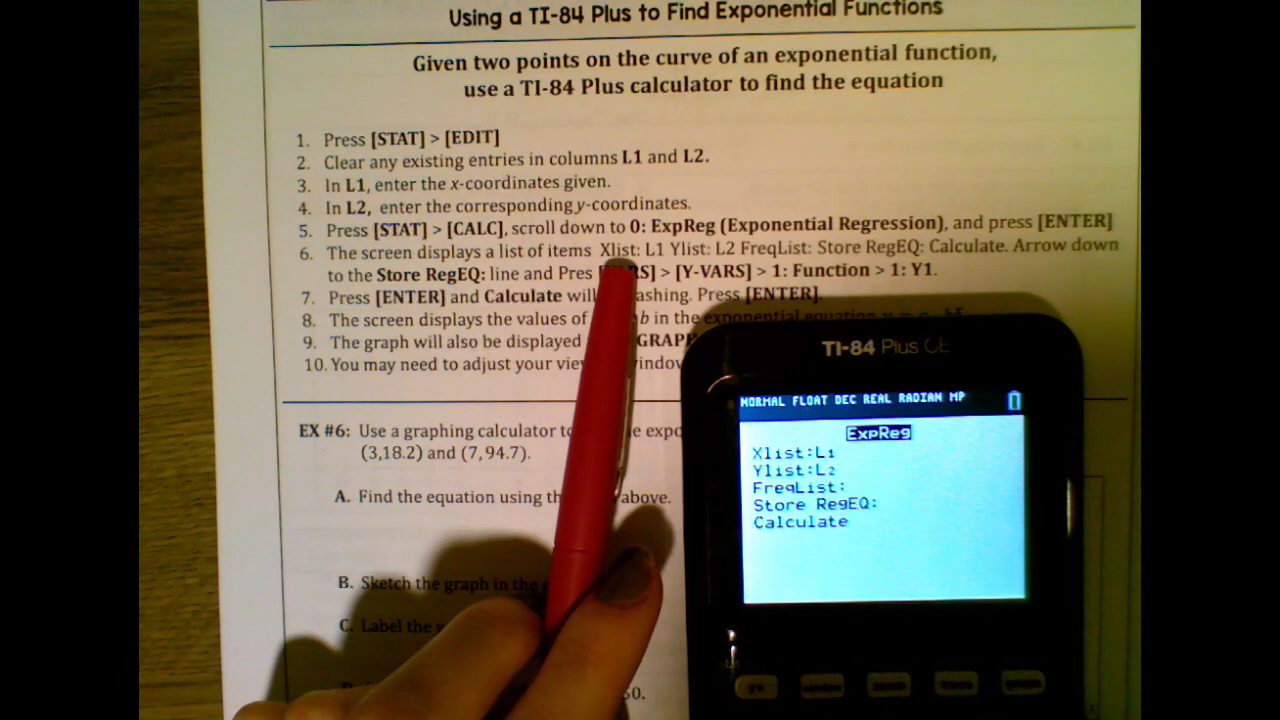 Using a TI-84 Plus to Find Exponential Functions
Given two points on the curve of an exponential function,
use a TI-84 Plus calculator to find the equation
1. Press [STAT] > [EDIT]
2. Clear any existing entries in columns L1 and L2.
3. In L1, enter the x-coordinates given.
4. In L2, enter the corresponding y-coordinates.
5. Press [STAT] > [CALC], scroll down to 0: ExpReg (Exponential Regression), and press [ENTER]
6. The screen displays a list of items Xlist: L1 Ylist: L2 FreqList: Store RegEQ: Calculate. Arrow down
to the Store RegEQ: line and Pres > [Y-VARS] > 1: Function > 1: Y1.
7. Press [ENTER] and Calculate will Press [ENTER].
8. The screen displays the values of b in the exponential equation
9. The graph will also be displayed
10. You may need to adjust your
EX #6: Use a graphing calculator
(3,18.2) and (7,94.7).
A. Find the equation using above.
B. Sketch the graph in the
C. Label the
TI-84 Plus CE
NORMAL FLOAT DEC REAL RADIAN MP
ExpReg
Xlist:L1
Ylist:L2
FreqList:
Store RegEQ:
Calculate